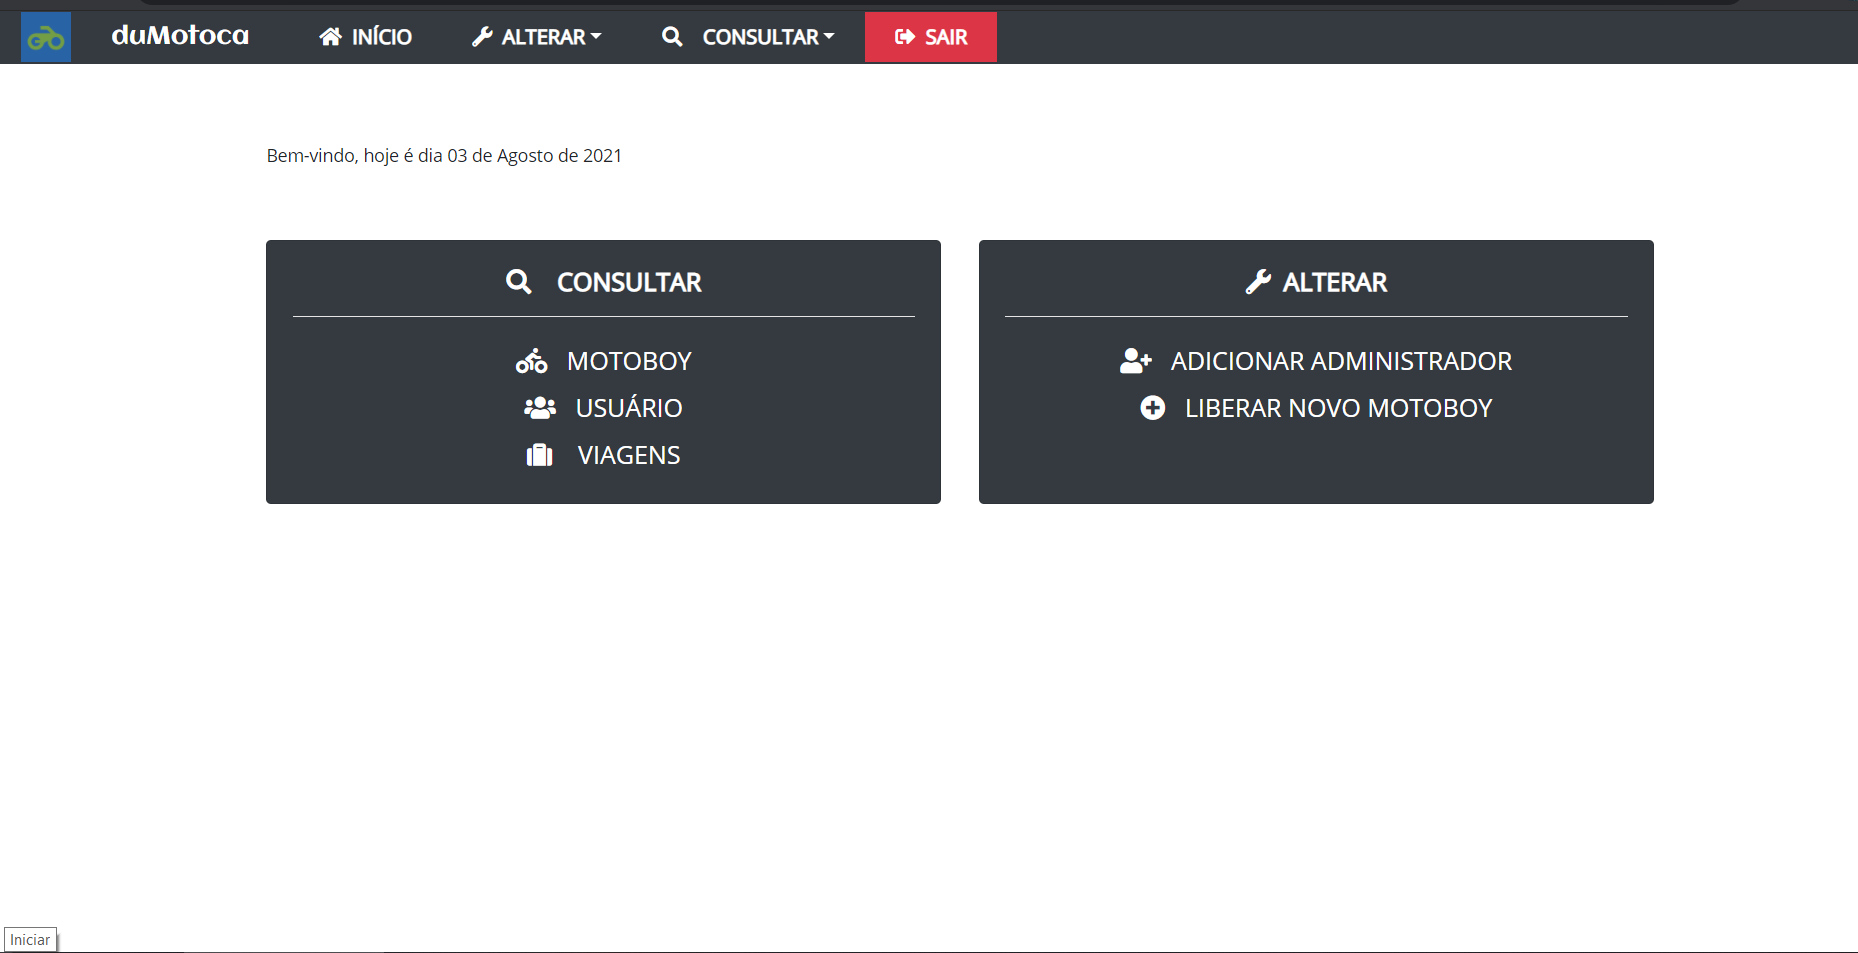 duMotoca INÍCIO ALTERAR CONSULTAR SAIR
Bem-vindo, hoje é dia 03 de Agosto de 2021
CONSULTAR
MOTOBOY
USUÁRIO
VIAGENS
ALTERAR
ADICIONAR ADMINISTRADOR
LIBERAR NOVO MOTOBOY
Iniciar